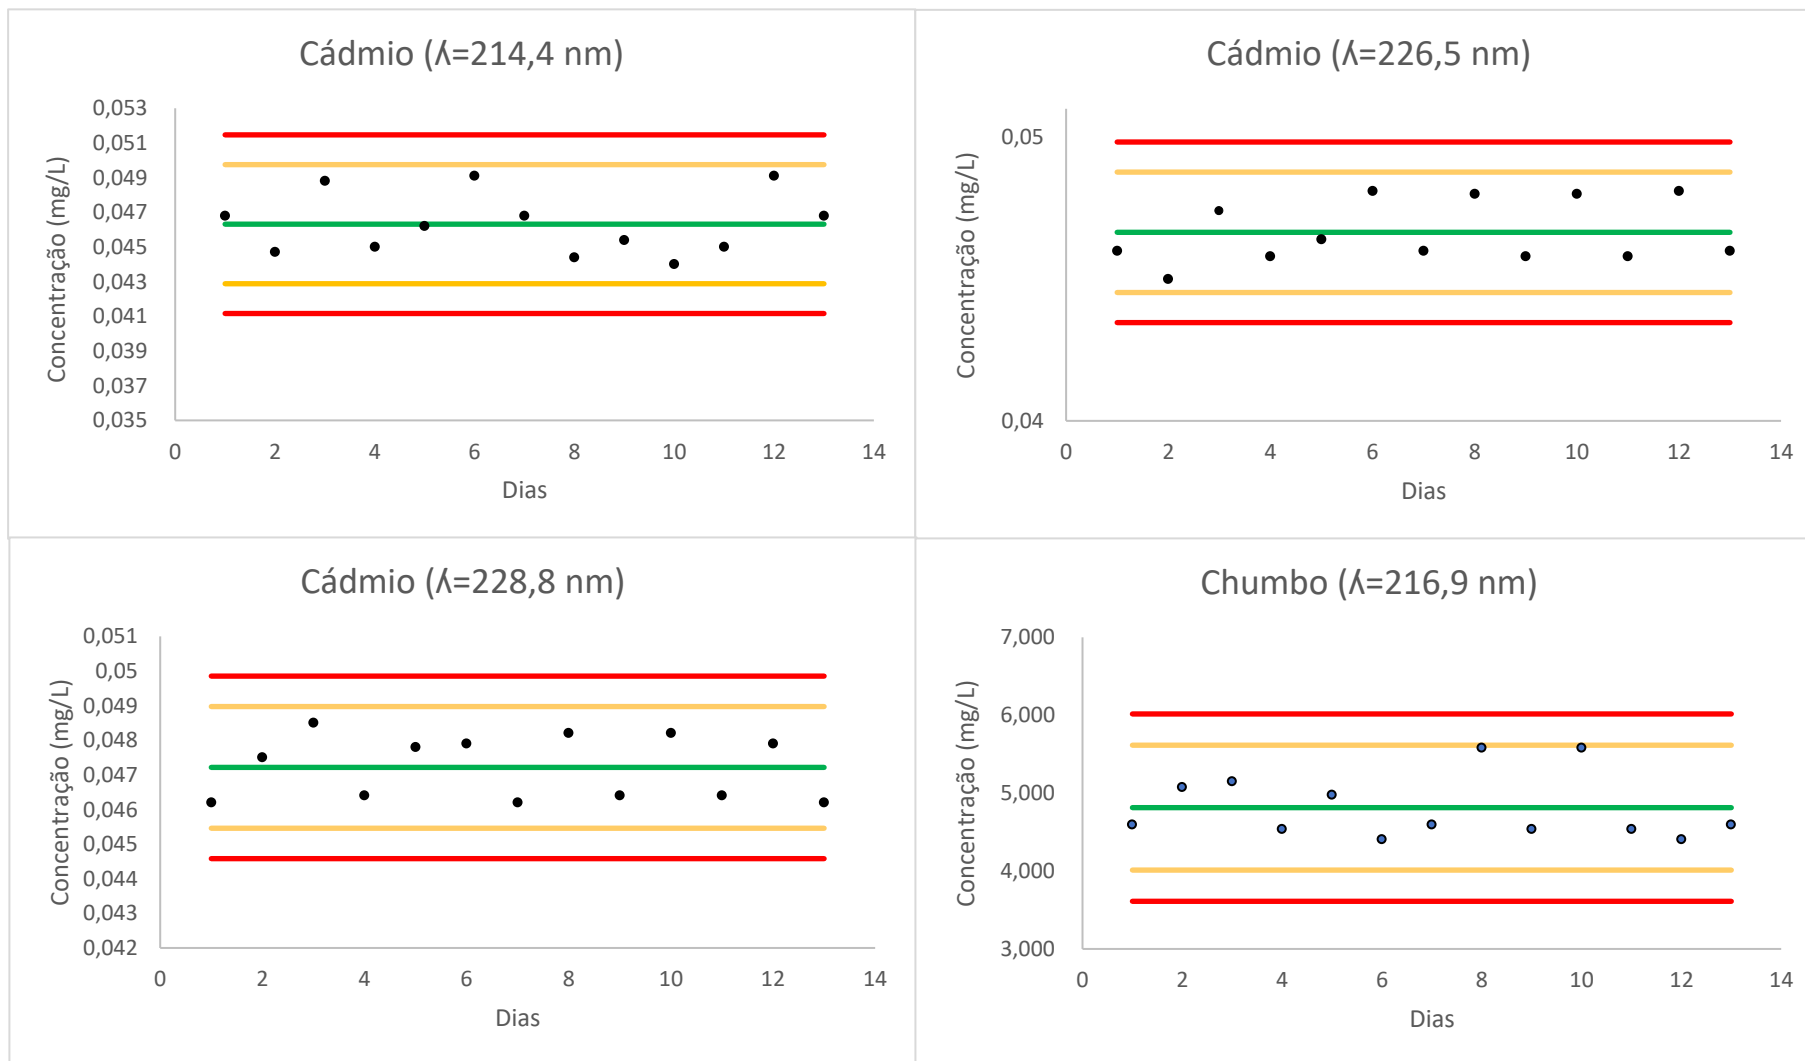 Cádmio (ʎ=214,4 nm)
0,053
0,051
0,049
0,047
0,045
0,043
0,041
0,039
0,037
0,035
Concentração (mg/L)
0 2 4 6 8 10 12 14
Dias
Cádmio (ʎ=226,5 nm)
0,05
0,04
Concentração (mg/L)
0 2 4 6 8 10 12 14
Dias
Cádmio (ʎ=228,8 nm)
0,051
0,05
0,049
0,048
0,047
0,046
0,045
0,044
0,043
0,042
Concentração (mg/L)
0 2 4 6 8 10 12 14
Dias
Chumbo (ʎ=216,9 nm)
7,000
6,000
5,000
4,000
3,000
Concentração (mg/L)
0 2 4 6 8 10 12 14
Dias